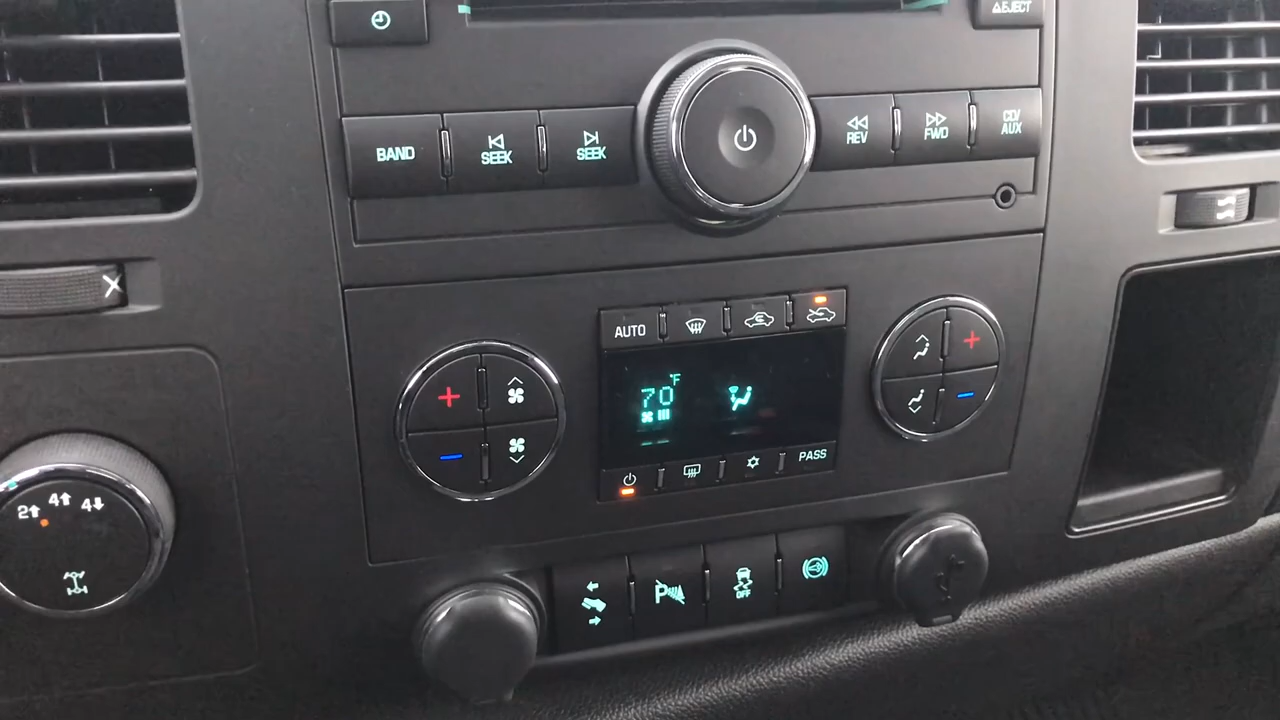 EJECT
BAND
SEEK
SEEK
REV
FWD
CD/
AUX
AUTO
70°F
PASS
2
4
4
P
OFF